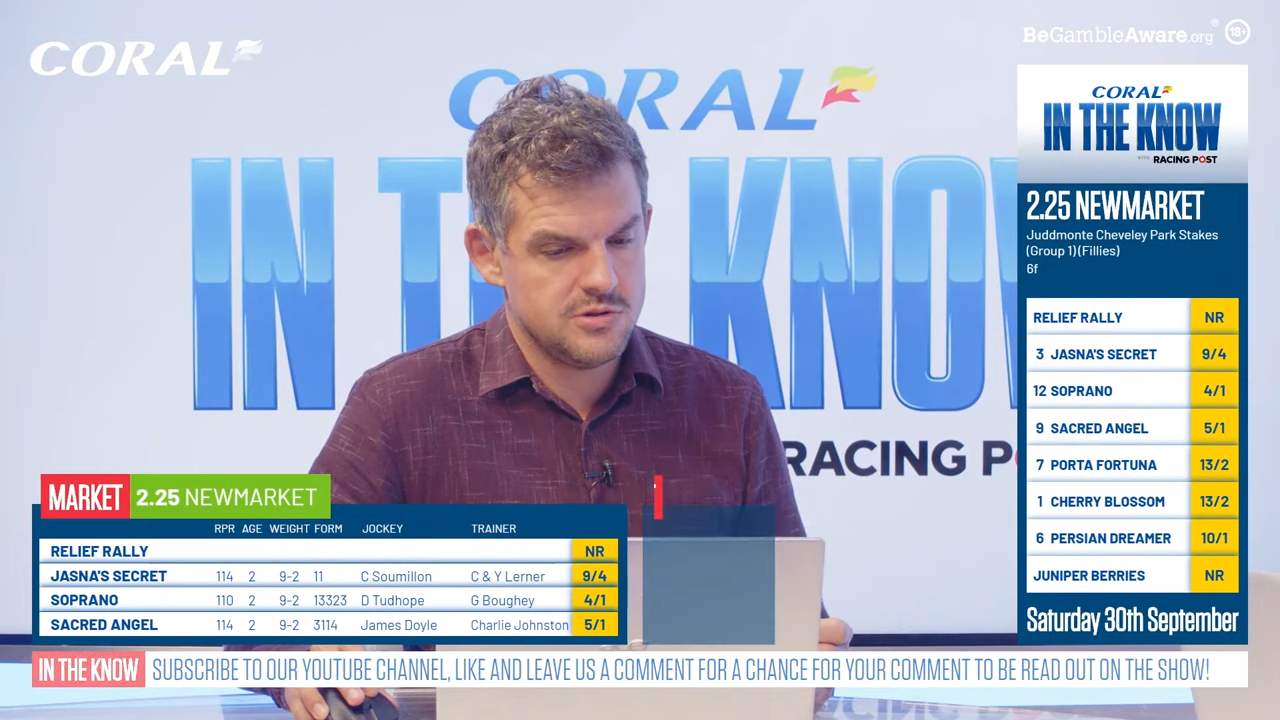 CORAL
BeGambleAware.org® 18+
CORAL
IN THE KNOW
RACING P
CORAL
IN THE KNOW
WITH RACING POST
2.25 NEWMARKET
Juddmonte Cheveley Park Stakes
(Group 1)(Fillies)
6f
RELIEF RALLY NR
3 JASNA'S SECRET 9/4
12 SOPRANO 4/1
9 SACRED ANGEL 5/1
7 PORTA FORTUNA 13/2
1 CHERRY BLOSSOM 13/2
6 PERSIAN DREAMER 10/1
JUNIPER BERRIES NR
Saturday 30th September
MARKET 2.25 NEWMARKET
RPR AGE WEIGHT FORM JOCKEY TRAINER
RELIEF RALLY NR
JASNA'S SECRET 114 2 9-2 11 C Soumillon C & Y Lerner 9/4
SOPRANO 110 2 9-2 13323 D Tudhope G Boughey 4/1
SACRED ANGEL 114 2 9-2 3114 James Doyle Charlie Johnston 5/1
IN THE KNOW SUBSCRIBE TO OUR YOUTUBE CHANNEL, LIKE AND LEAVE US A COMMENT FOR A CHANCE FOR YOUR COMMENT TO BE READ OUT ON THE SHOW!